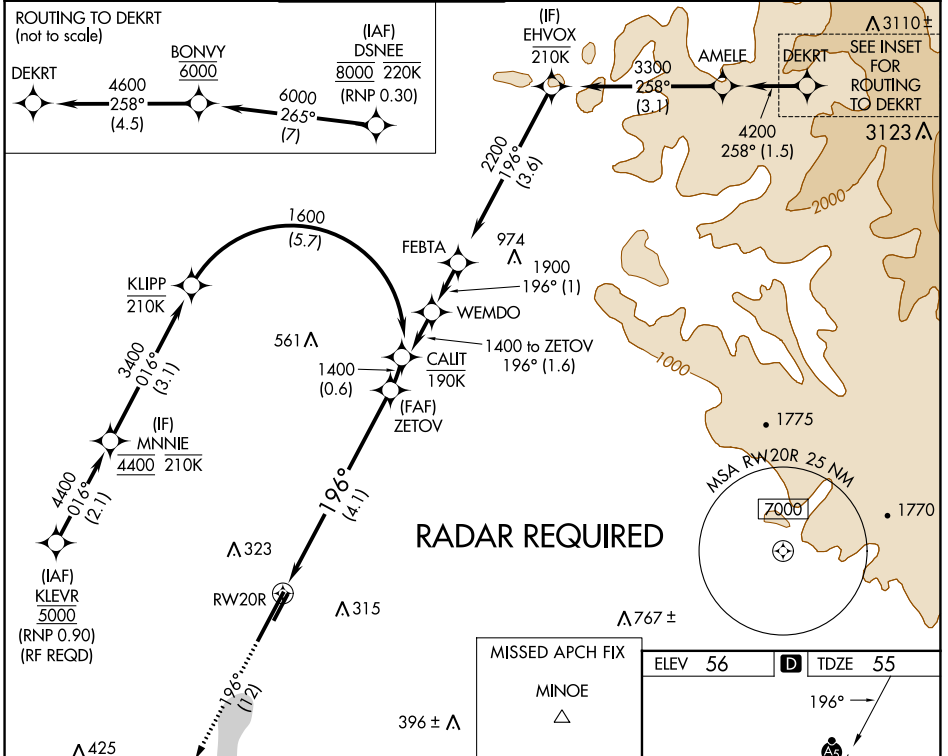 ROUTING TO DEKRT
(not to scale)
DEKRT
4600
258°
(4.5)
BONVY
6000
6000
265°
(7)
(IAF)
DSNEE
8000 220K
(RNP 0.30)
(IF)
EHVOX
210K
3300
258°
(3.1)
AMELE
4200
258° (1.5)
DEKRT
SEE INSET
FOR
ROUTING
TO DEKRT
3110 ±
3123
2200
196°
(3.6)
2000
FEBTA
974
1900
196° (1)
WEMDO
1600
(5.7)
KLIPP
210K
561
1400
(0.6)
CALIT
190K
1400 to ZETOV
196° (1.6)
(FAF)
ZETOV
1000
3400
016°
(3.1)
(IF)
MNNIE
4400 210K
4400
016°
(2.1)
(IAF)
KLEVR
5000
(RNP 0.90)
(RF REQD)
196°
(4.1)
1775
MSA RW20R 25 NM
7000
1770
RADAR REQUIRED
323
RW20R
315
767 ±
196°
(12)
425
396 ±
MISSED APCH FIX
MINOE
ELEV 56
D
TDZE 55
196°
A5